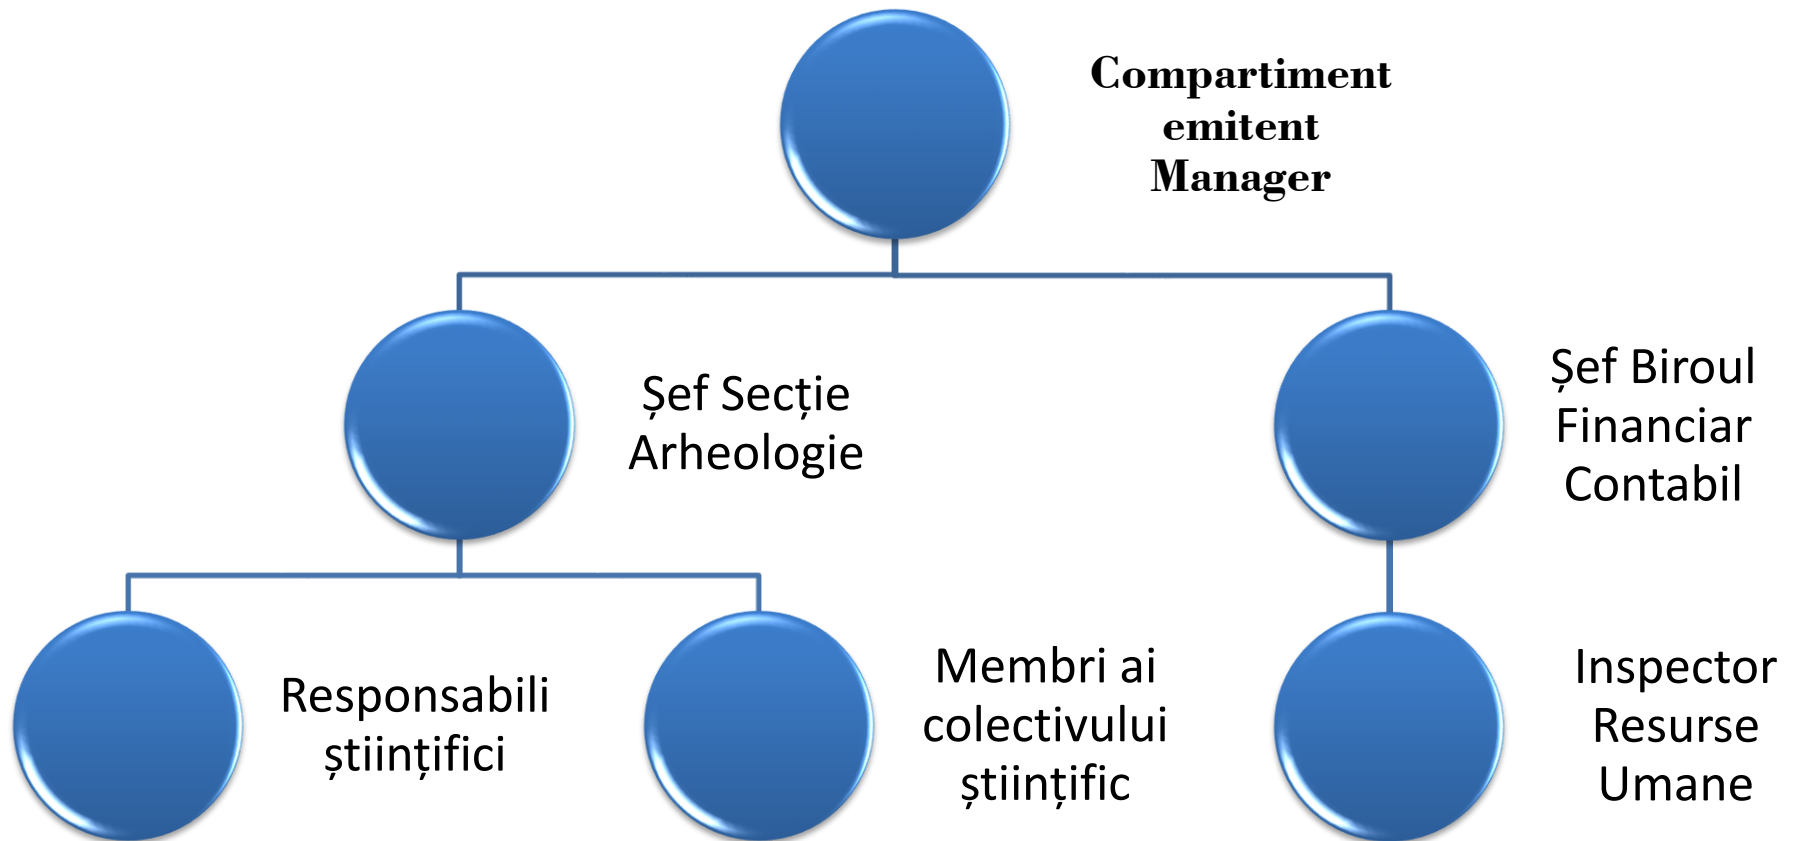 Compartiment
emitent
Manager
Șef Secție
Arheologie
Șef Biroul
Financiar
Contabil
Responsabili
științifici
Membri ai
colectivului
științific
Inspector
Resurse
Umane